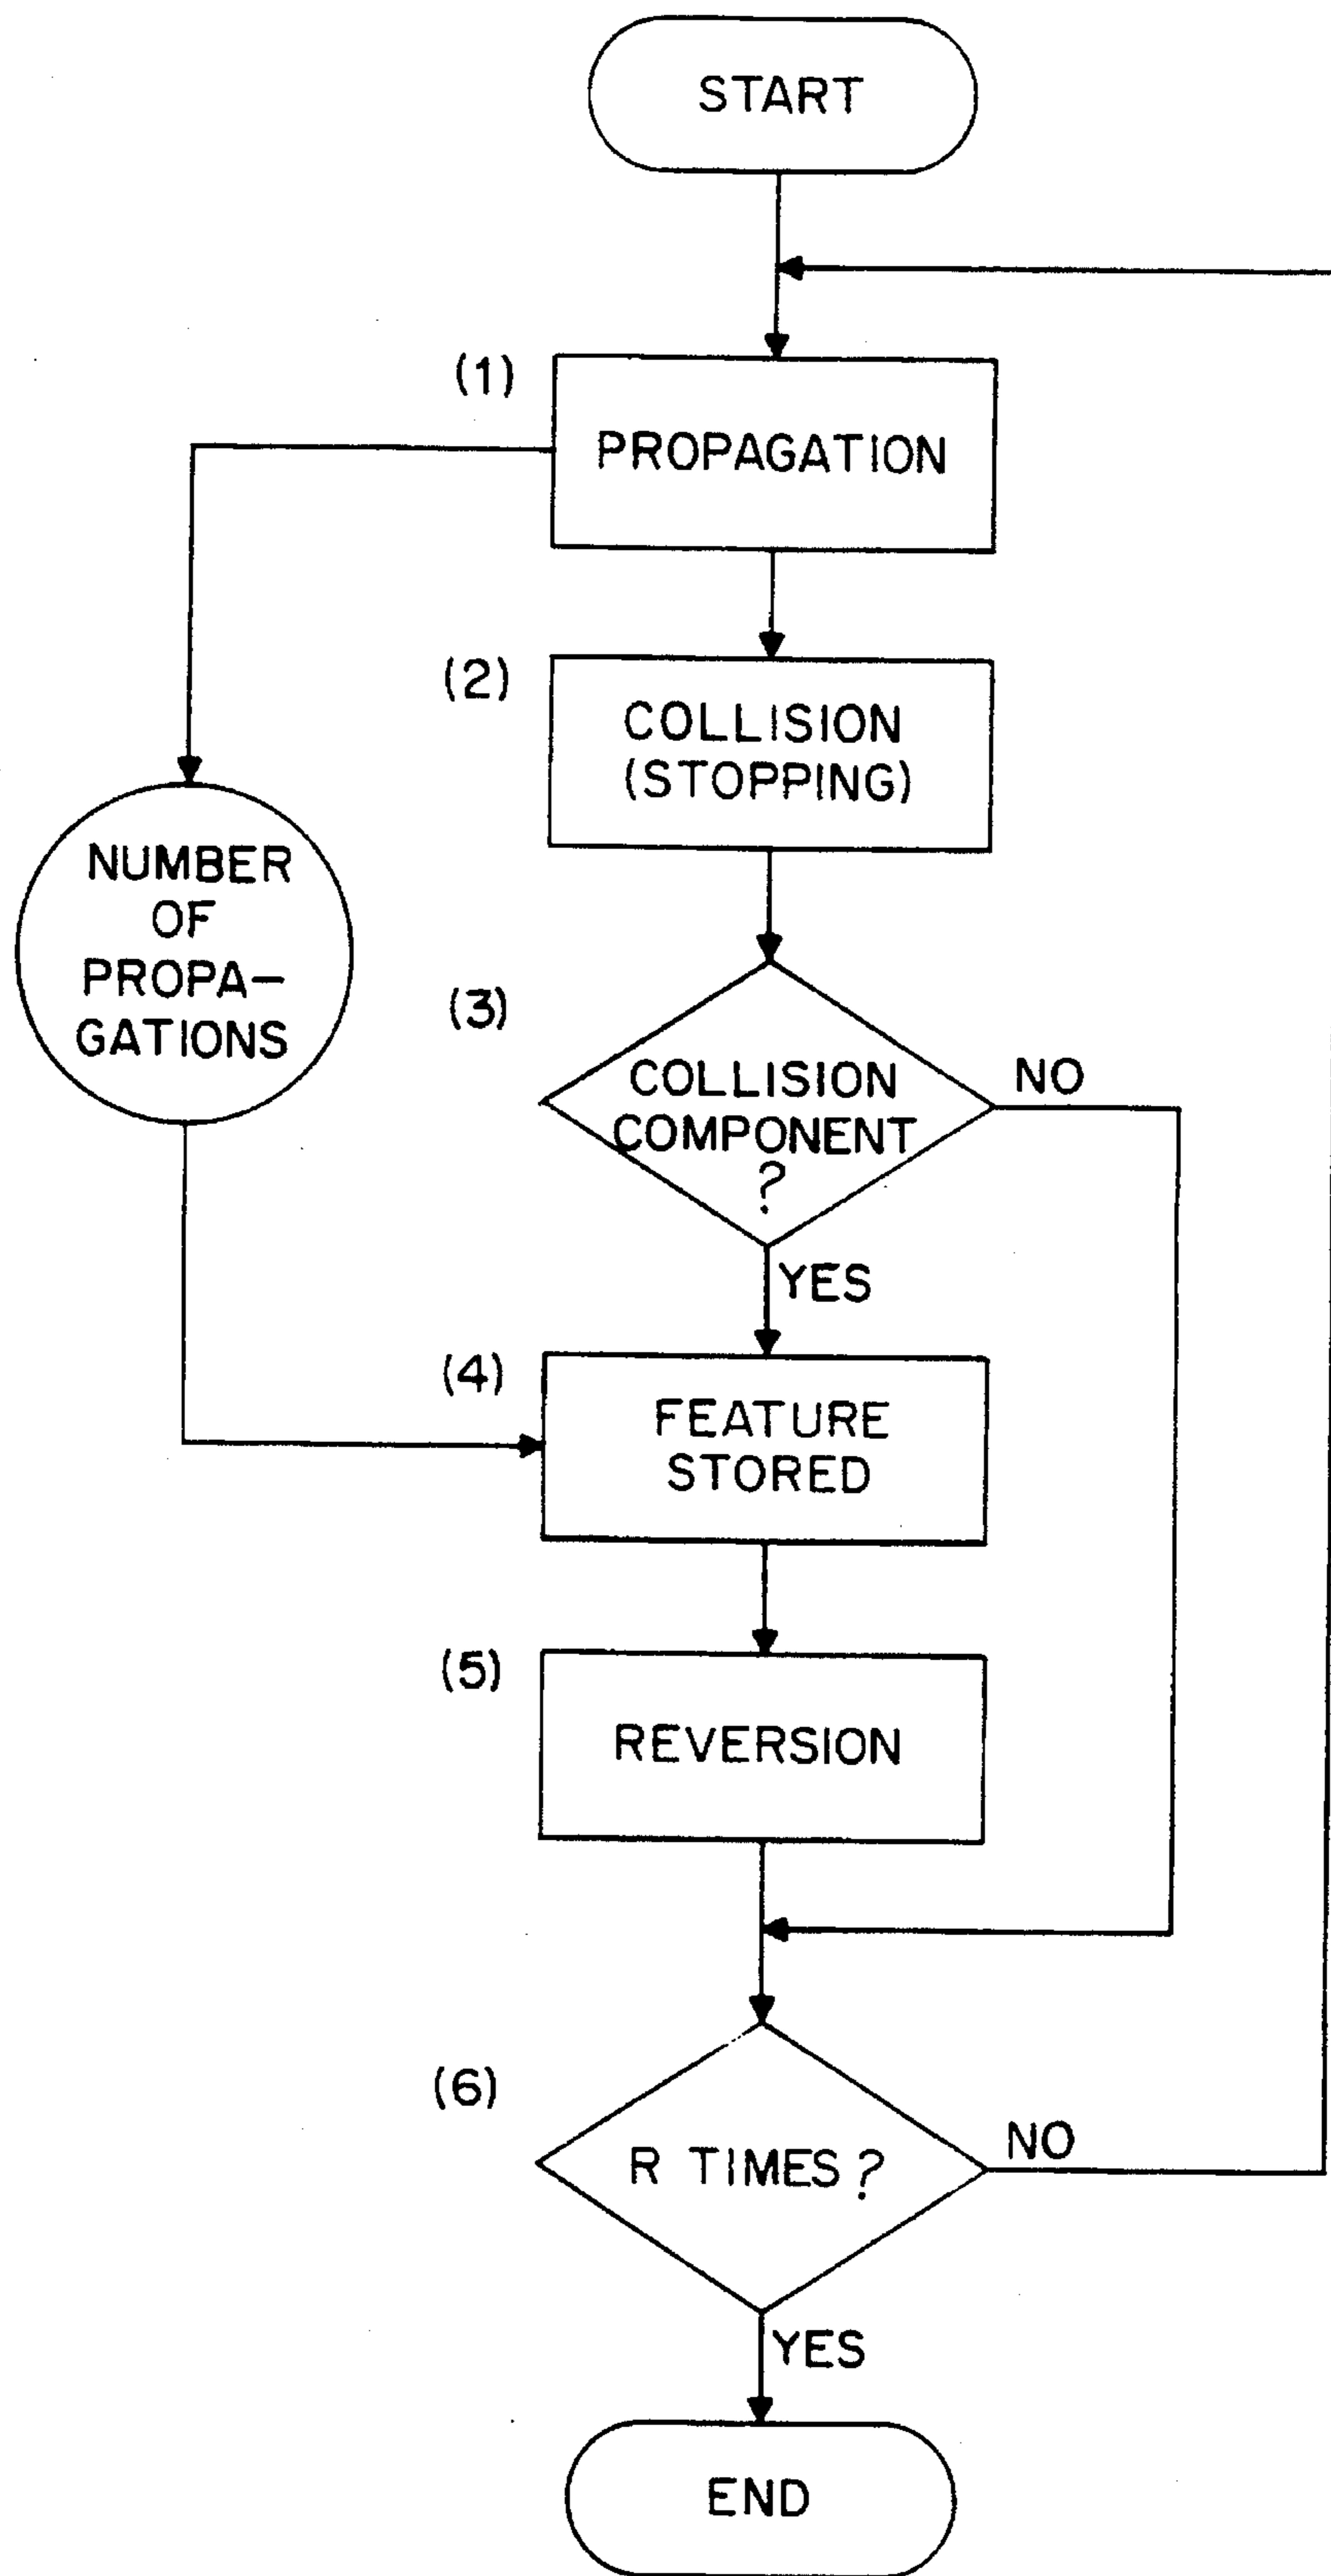 START
(1)
PROPAGATION
(2)
COLLISION
(STOPPING)
NUMBER
OF
PROPA-
GATIONS
(3)
COLLISION
COMPONENT
?
NO
YES
(4)
FEATURE
STORED
(5)
REVERSION
(6)
R TIMES?
NO
YES
END